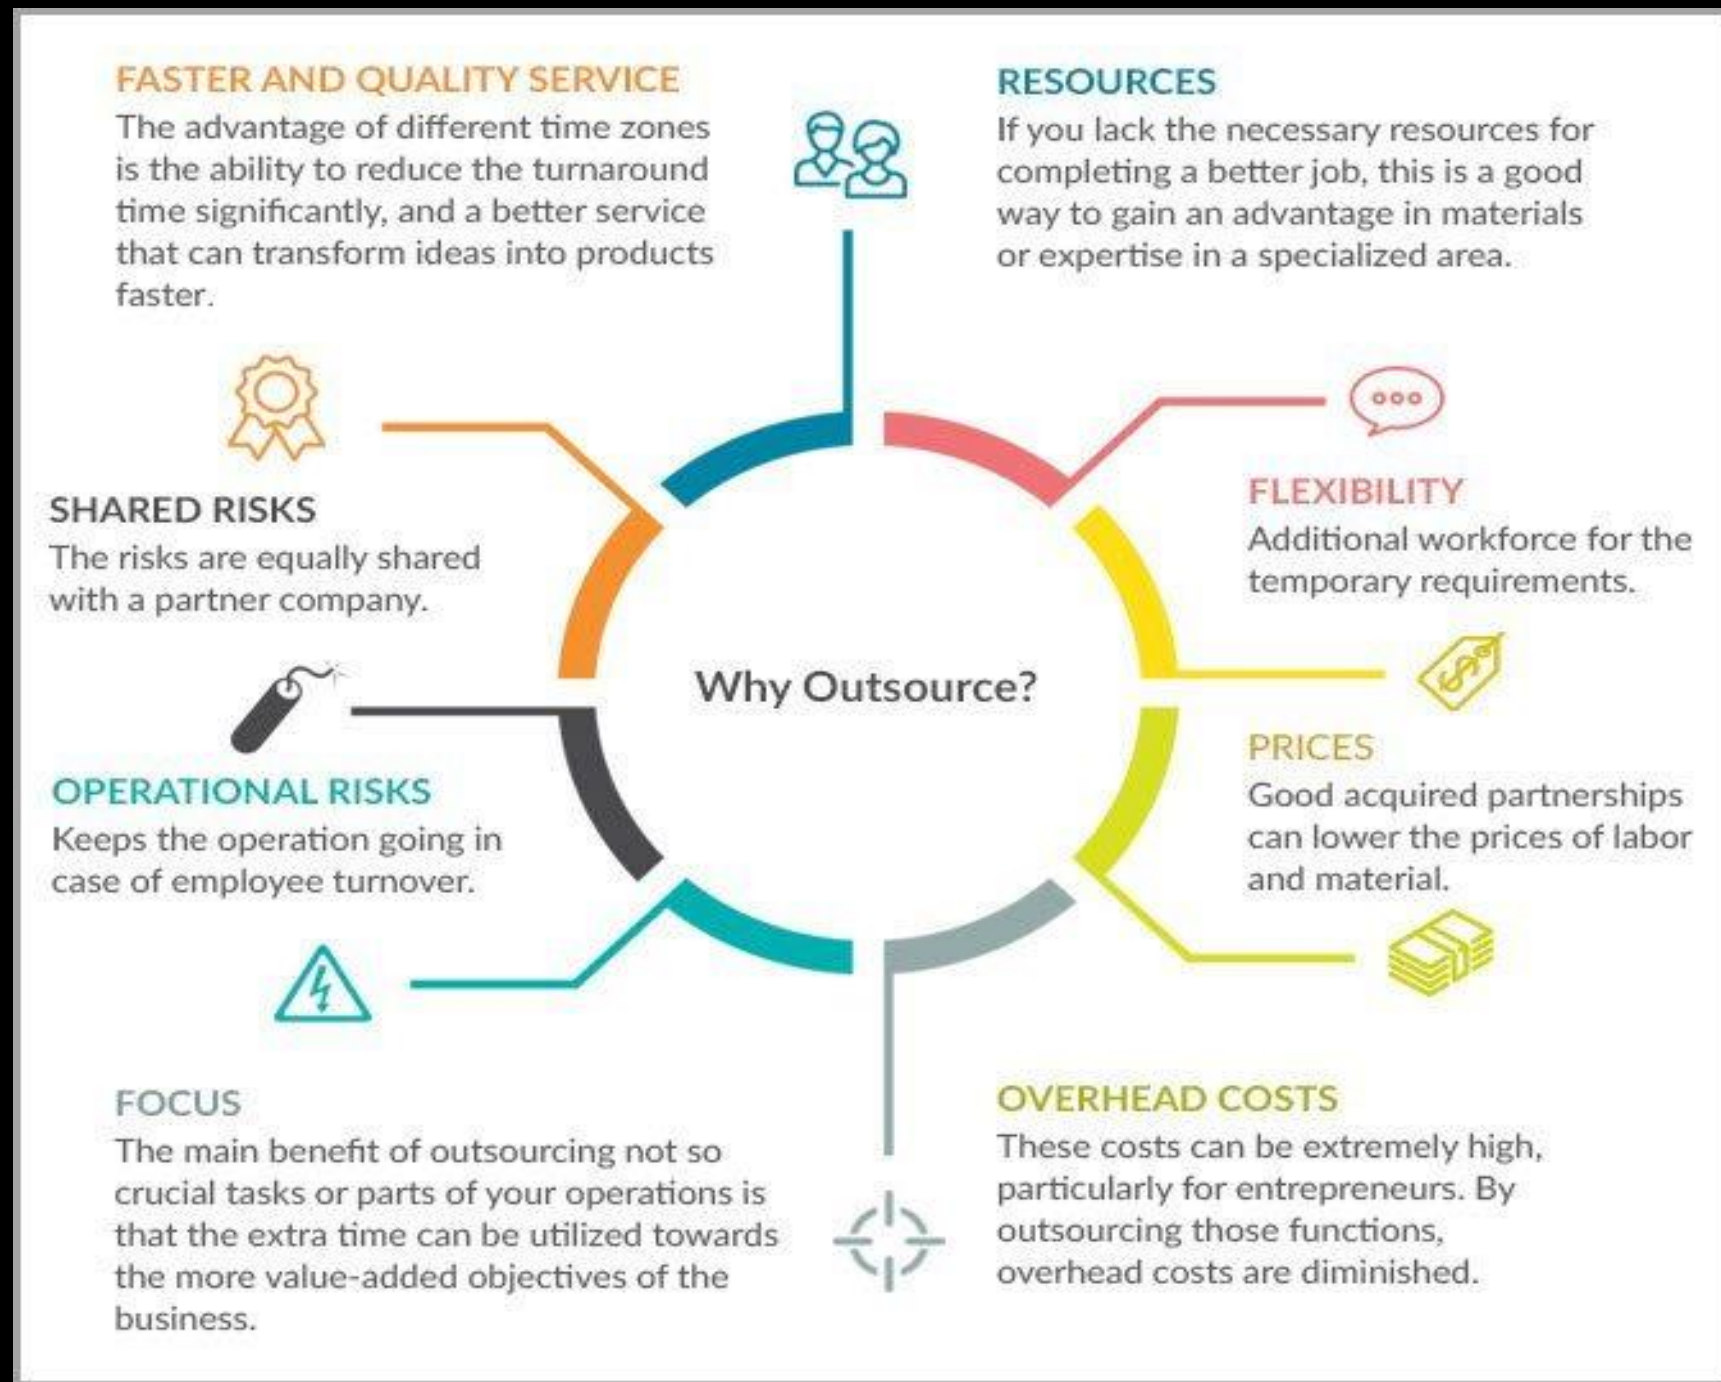 FASTER AND QUALITY SERVICE
The advantage of different time zones
is the ability to reduce the turnaround
time significantly, and a better service
that can transform ideas into products
faster.
RESOURCES
If you lack the necessary resources for
completing a better job, this is a good
way to gain an advantage in materials
or expertise in a specialized area.
SHARED RISKS
The risks are equally shared
with a partner company.
FLEXIBILITY
Additional workforce for the
temporary requirements.
Why Outsource?
OPERATIONAL RISKS
Keeps the operation going in
case of employee turnover.
PRICES
Good acquired partnerships
can lower the prices of labor
and material.
FOCUS
The main benefit of outsourcing not so
crucial tasks or parts of your operations is
that the extra time can be utilized towards
the more value-added objectives of the
business.
OVERHEAD COSTS
These costs can be extremely high,
particularly for entrepreneurs. By
outsourcing those functions,
overhead costs are diminished.